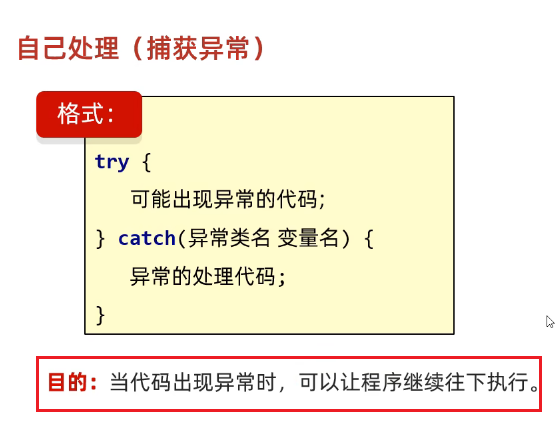 自己处理（捕获异常）
格式：
try {
可能出现异常的代码;
} catch(异常类名 变量名) {
异常的处理代码;
}
目的：当代码出现异常时，可以让程序继续往下执行。